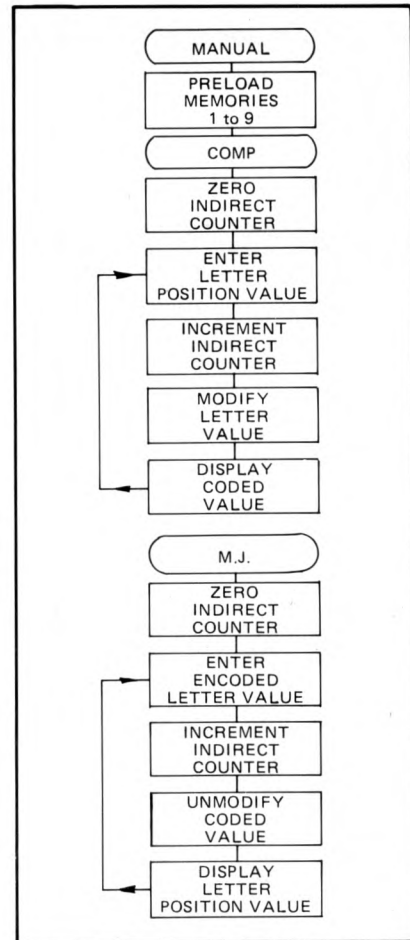 MANUAL
PRELOAD
MEMORIES
1 to 9
COMP
ZERO
INDIRECT
COUNTER
ENTER
LETTER
POSITION VALUE
INCREMENT
INDIRECT
COUNTER
MODIFY
LETTER
VALUE
DISPLAY
CODED
VALUE
M.J.
ZERO
INDIRECT
COUNTER
ENTER
ENCODED
LETTER VALUE
INCREMENT
INDIRECT
COUNTER
UNMODIFY
CODED
VALUE
DISPLAY
LETTER
POSITION VALUE